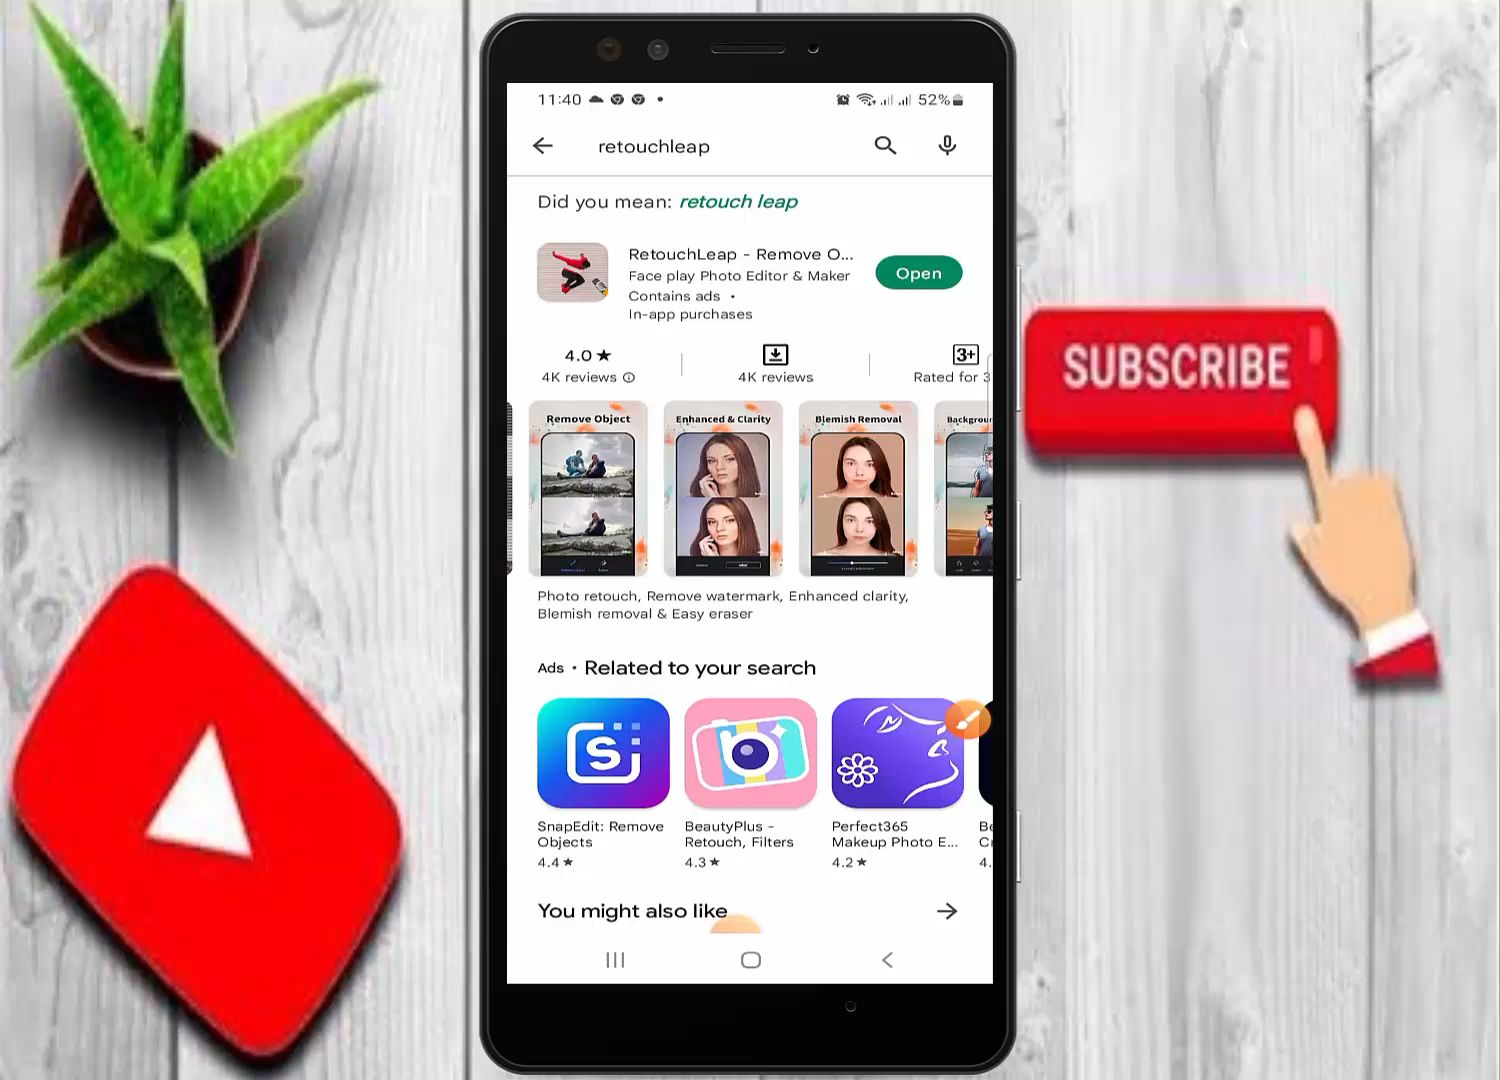 11:40
52%
retouchleap
Did you mean: retouch leap
RetouchLeap - Remove O...
Face play Photo Editor & Maker
Contains ads •
In-app purchases
Open
4.0★
4K reviews
4K reviews
3+
Rated for 3
Remove Object
Enhanced & Clarity
Blemish Removal
Backgroun
Photo retouch, Remove watermark, Enhanced clarity,
Blemish removal & Easy eraser
Ads • Related to your search
S
SnapEdit: Remove
Objects
4.4★
BeautyPlus -
Retouch, Filters
4.3★
Perfect365
Makeup Photo E...
4.2★
Be
4.
You might also like
SUBSCRIBE